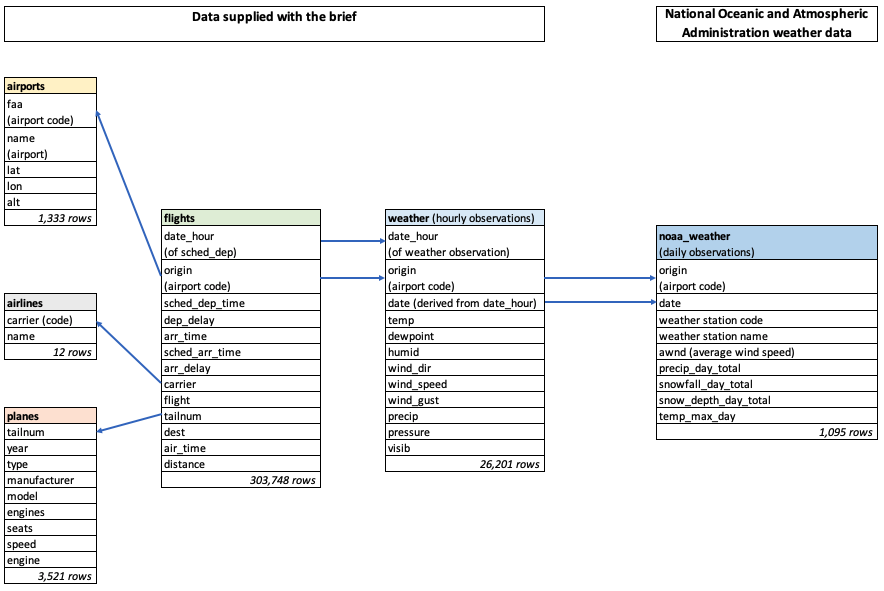 Data supplied with the brief
National Oceanic and Atmospheric
Administration weather data
airports
faa
(airport code)
name
(airport)
lat
lon
alt
1,333 rows
airlines
carrier (code)
name
12 rows
planes
tailnum
year
type
manufacturer
model
engines
seats
speed
engine
3,521 rows
flights
date_hour
(of sched_dep)
origin
(airport code)
sched_dep_time
dep_delay
arr_time
sched_arr_time
arr_delay
carrier
flight
tailnum
dest
air_time
distance
303,748 rows
weather (hourly observations)
date_hour
(of weather observation)
origin
(airport code)
date (derived from date_hour)
temp
dewpoint
humid
wind_dir
wind_speed
wind_gust
precip
pressure
visib
26,201 rows
noaa_weather
(daily observations)
origin
(airport code)
date
weather station code
weather station name
awnd (average wind speed)
precip_day_total
snowfall_day_total
snow_depth_day_total
temp_max_day
1,095 rows